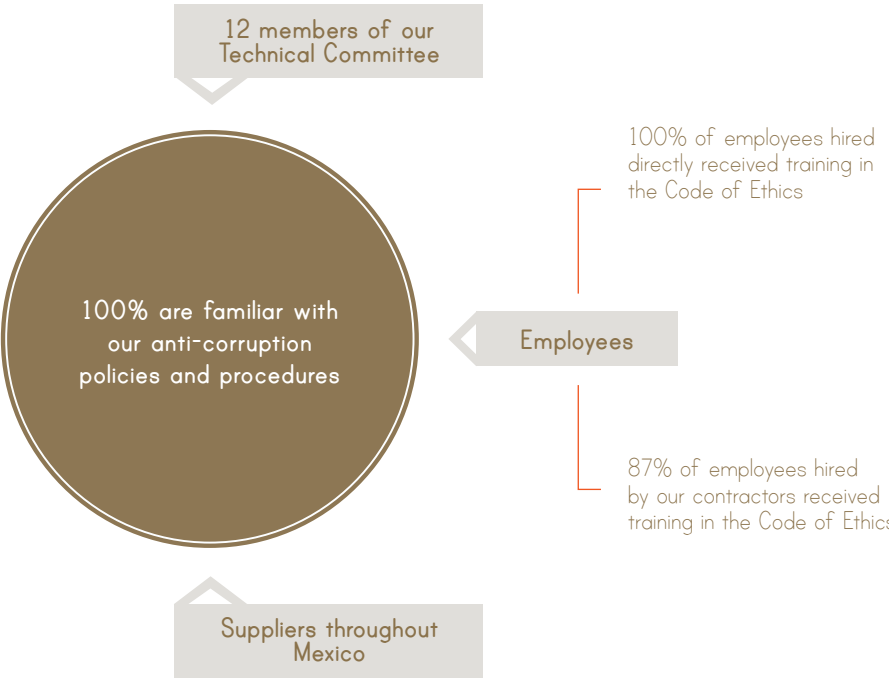 12 members of our
Technical Committee
100% of employees hired
directly received training in
the Code of Ethics
100% are familiar with
our anti-corruption
policies and procedures
Employees
87% of employees hired
by our contractors received
training in the Code of Ethics
Suppliers throughout
Mexico